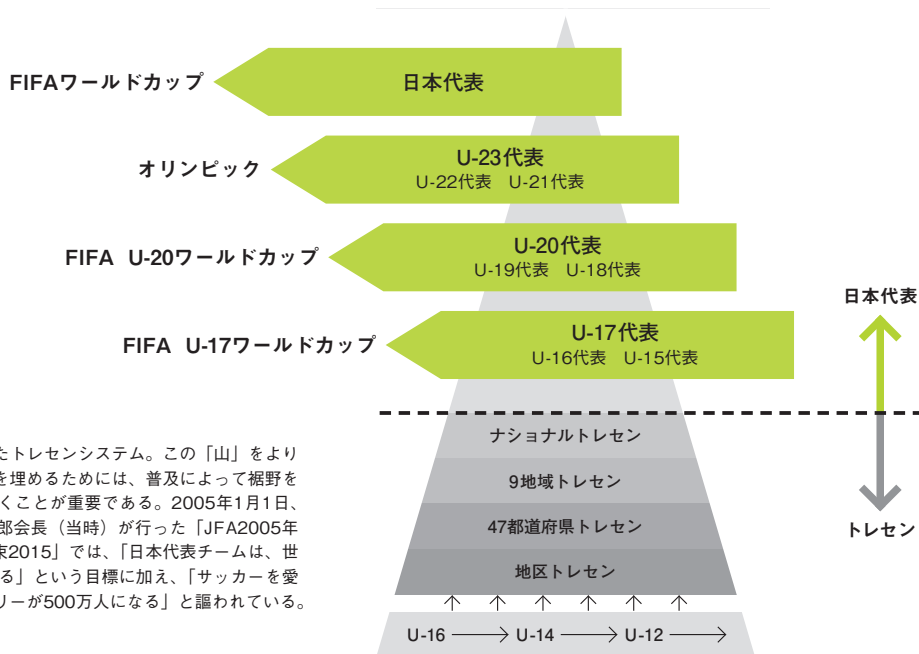 FIFAワールドカップ
日本代表
オリンピック
U-23代表
U-22代表 U-21代表
FIFA U-20ワールドカップ
U-20代表
U-19代表 U-18代表
FIFA U-17ワールドカップ
U-17代表
U-16代表 U-15代表
日本代表
トレセン
ナショナルトレセン
9地域トレセン
47都道府県トレセン
地区トレセン
U-16 → U-14 → U-12 →
たトレセンシステム。この「山」をより
を埋めるためには、普及によって裾野を
くことが重要である。2005年1月1日、
郎会長（当時）が行った「JFA2005年
束2015」では、「日本代表チームは、世
る」という目標に加え、「サッカーを愛
リーが500万人になる」と謳われている。